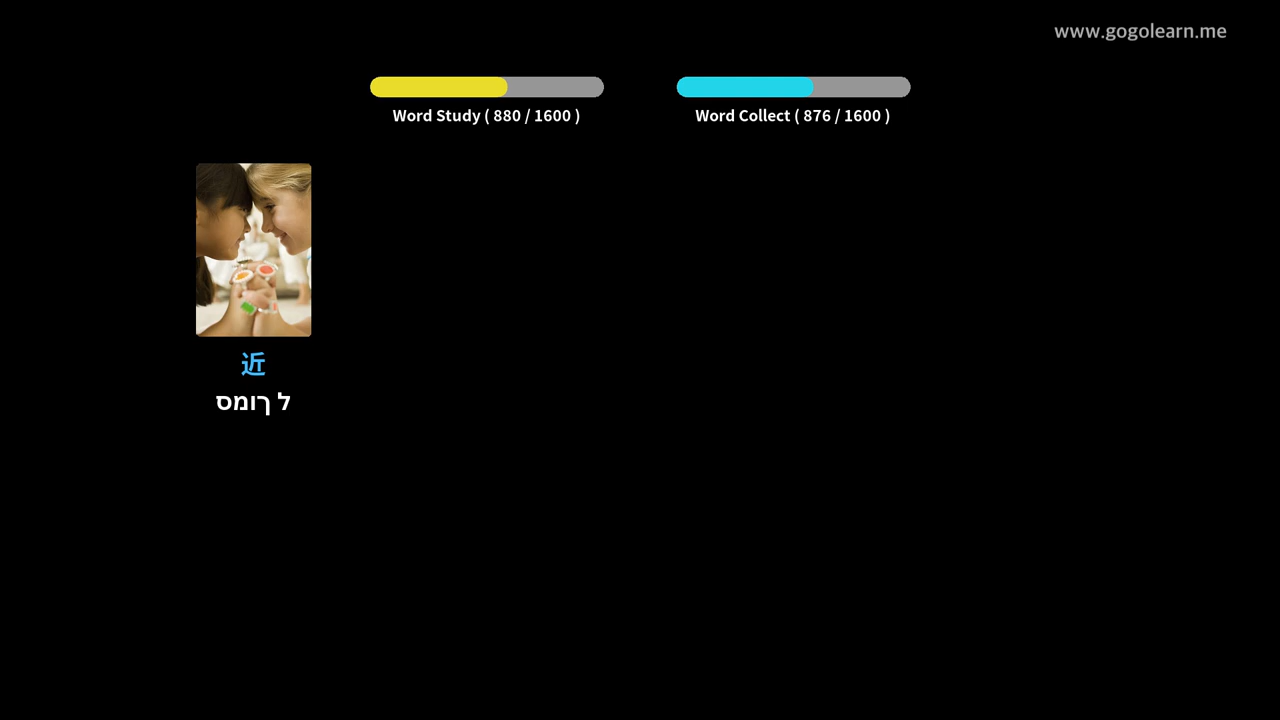 www.gogolearn.me
Word Study ( 880 / 1600 )
Word Collect ( 876 / 1600 )
近
סמוך ל